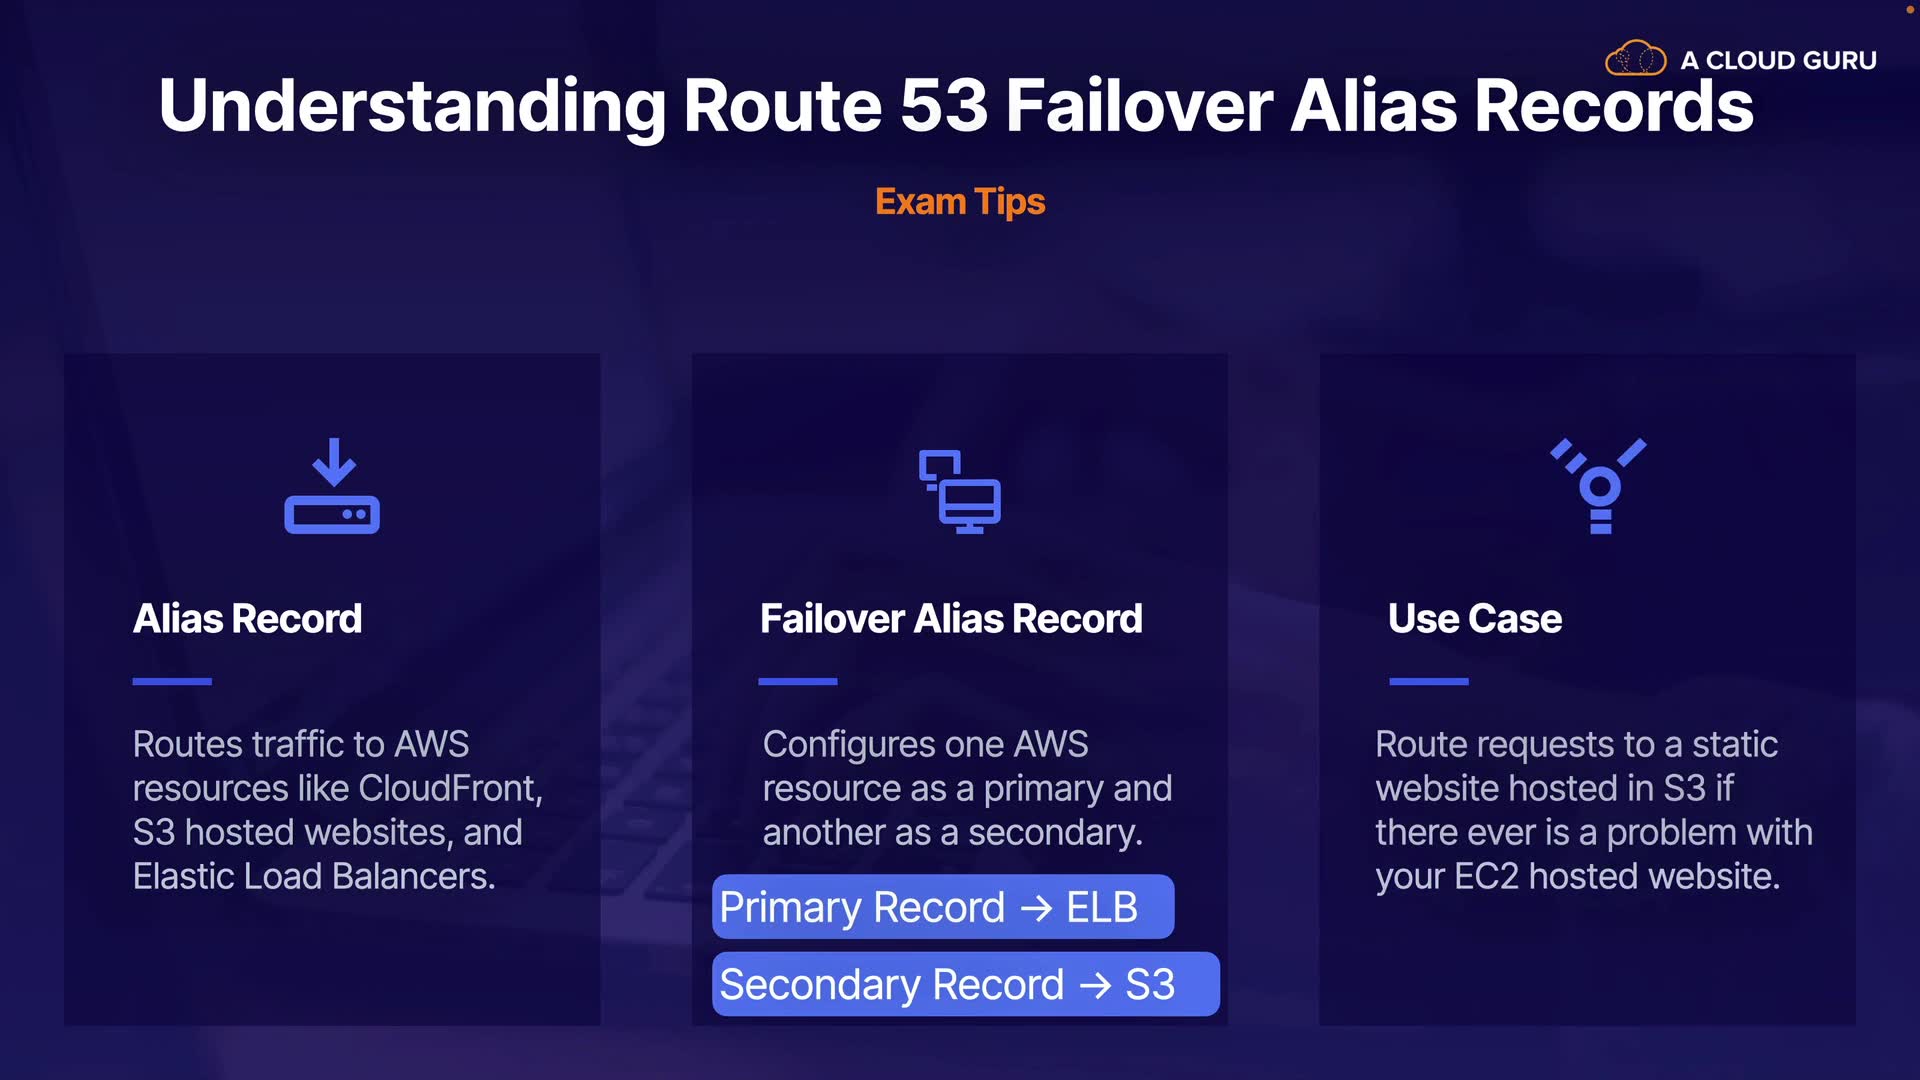 A CLOUD GURU
Understanding Route 53 Failover Alias Records
Exam Tips
Alias Record
Routes traffic to AWS
resources like CloudFront,
S3 hosted websites, and
Elastic Load Balancers.
Failover Alias Record
Configures one AWS
resource as a primary and
another as a secondary.
Primary Record → ELB
Secondary Record → S3
Use Case
Route requests to a static
website hosted in S3 if
there ever is a problem with
your EC2 hosted website.